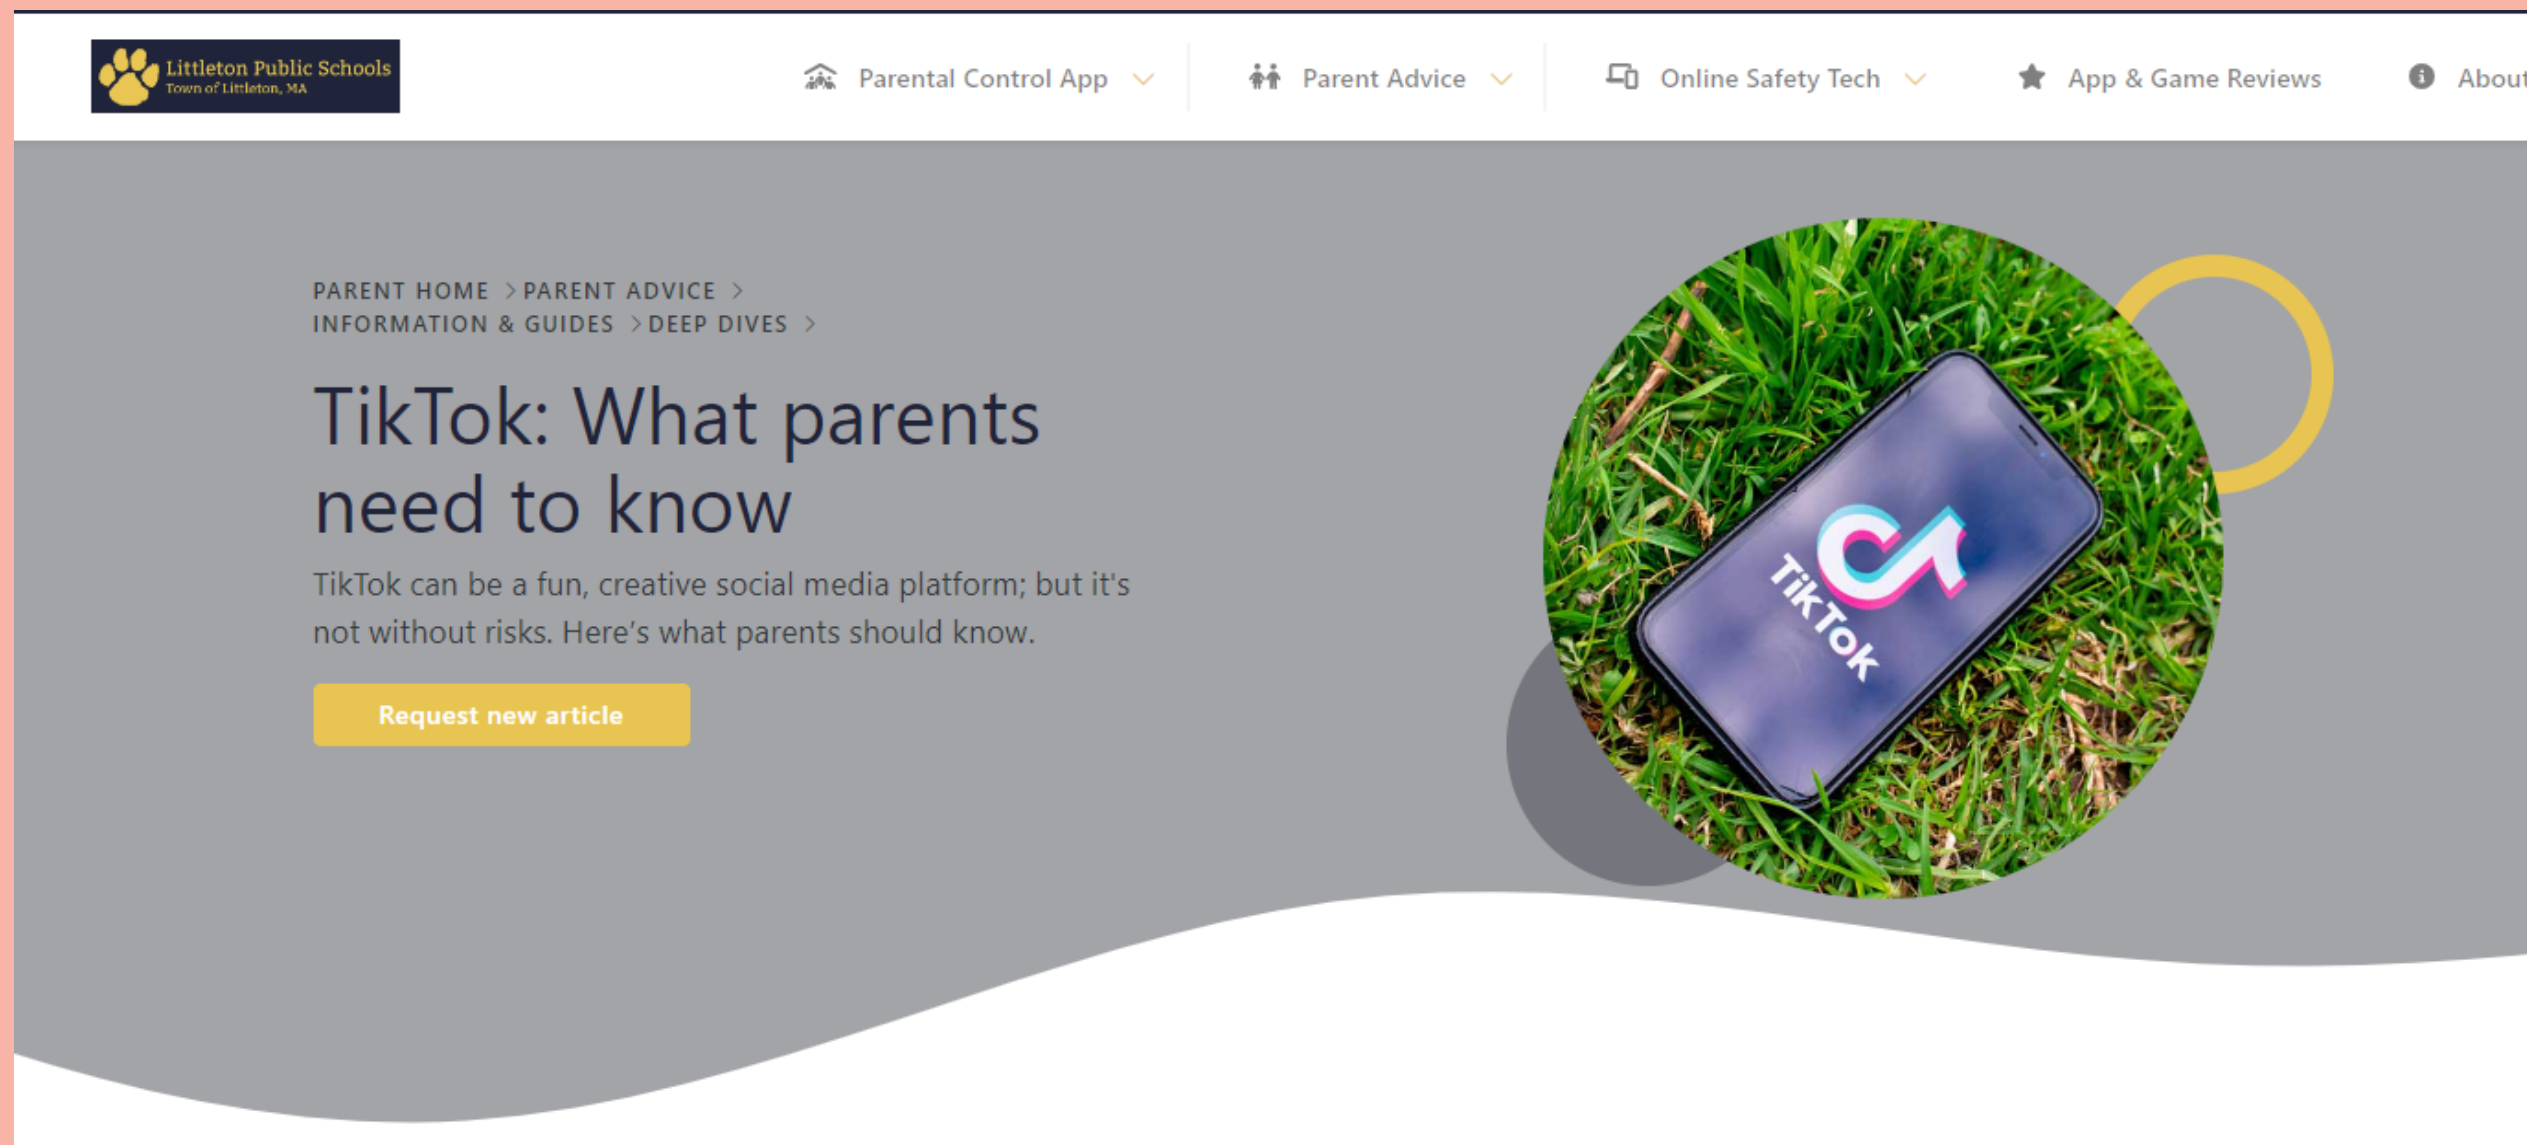 Littleton Public Schools
Town of Littleton, MA
Parental Control App
Parent Advice
Online Safety Tech
App & Game Reviews
About
PARENT HOME > PARENT ADVICE >
INFORMATION & GUIDES > DEEP DIVES >
TikTok: What parents
need to know
TikTok can be a fun, creative social media platform; but it's
not without risks. Here’s what parents should know.
Request new article
TikTok